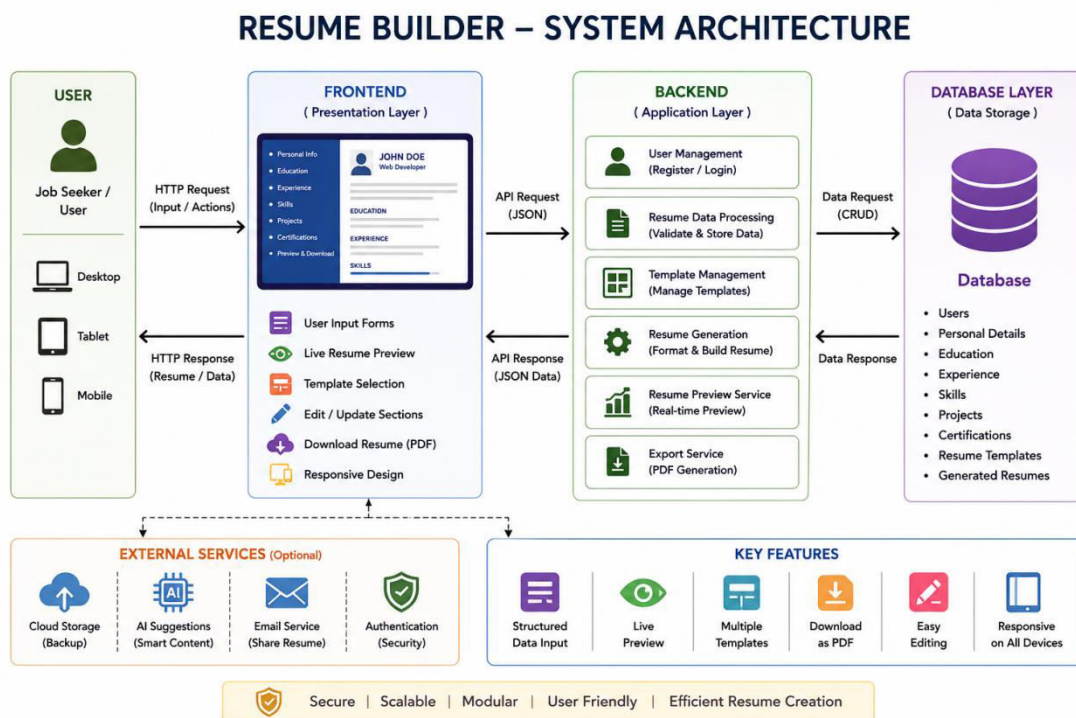 RESUME BUILDER – SYSTEM ARCHITECTURE
USER
Job Seeker /
User
Desktop
Tablet
Mobile
HTTP Request
(Input / Actions)
HTTP Response
(Resume / Data)
FRONTEND
( Presentation Layer )
Personal Info
Education
Experience
Skills
Projects
Certifications
Preview & Download
JOHN DOE
Web Developer
EDUCATION
EXPERIENCE
SKILLS
User Input Forms
Live Resume Preview
Template Selection
Edit / Update Sections
Download Resume (PDF)
Responsive Design
API Request
(JSON)
API Response
(JSON Data)
BACKEND
( Application Layer )
User Management
(Register / Login)
Resume Data Processing
(Validate & Store Data)
Template Management
(Manage Templates)
Resume Generation
(Format & Build Resume)
Resume Preview Service
(Real-time Preview)
Export Service
(PDF Generation)
Data Request
(CRUD)
Data Response
DATABASE LAYER
( Data Storage )
Database
• Users
• Personal Details
• Education
• Experience
• Skills
• Projects
• Certifications
• Resume Templates
• Generated Resumes
EXTERNAL SERVICES (Optional)
Cloud Storage
(Backup)
AI
AI Suggestions
(Smart Content)
Email Service
(Share Resume)
Authentication
(Security)
KEY FEATURES
Structured
Data Input
Live
Preview
Multiple
Templates
Download
as PDF
Easy
Editing
Responsive
on All Devices
Secure | Scalable | Modular | User Friendly | Efficient Resume Creation